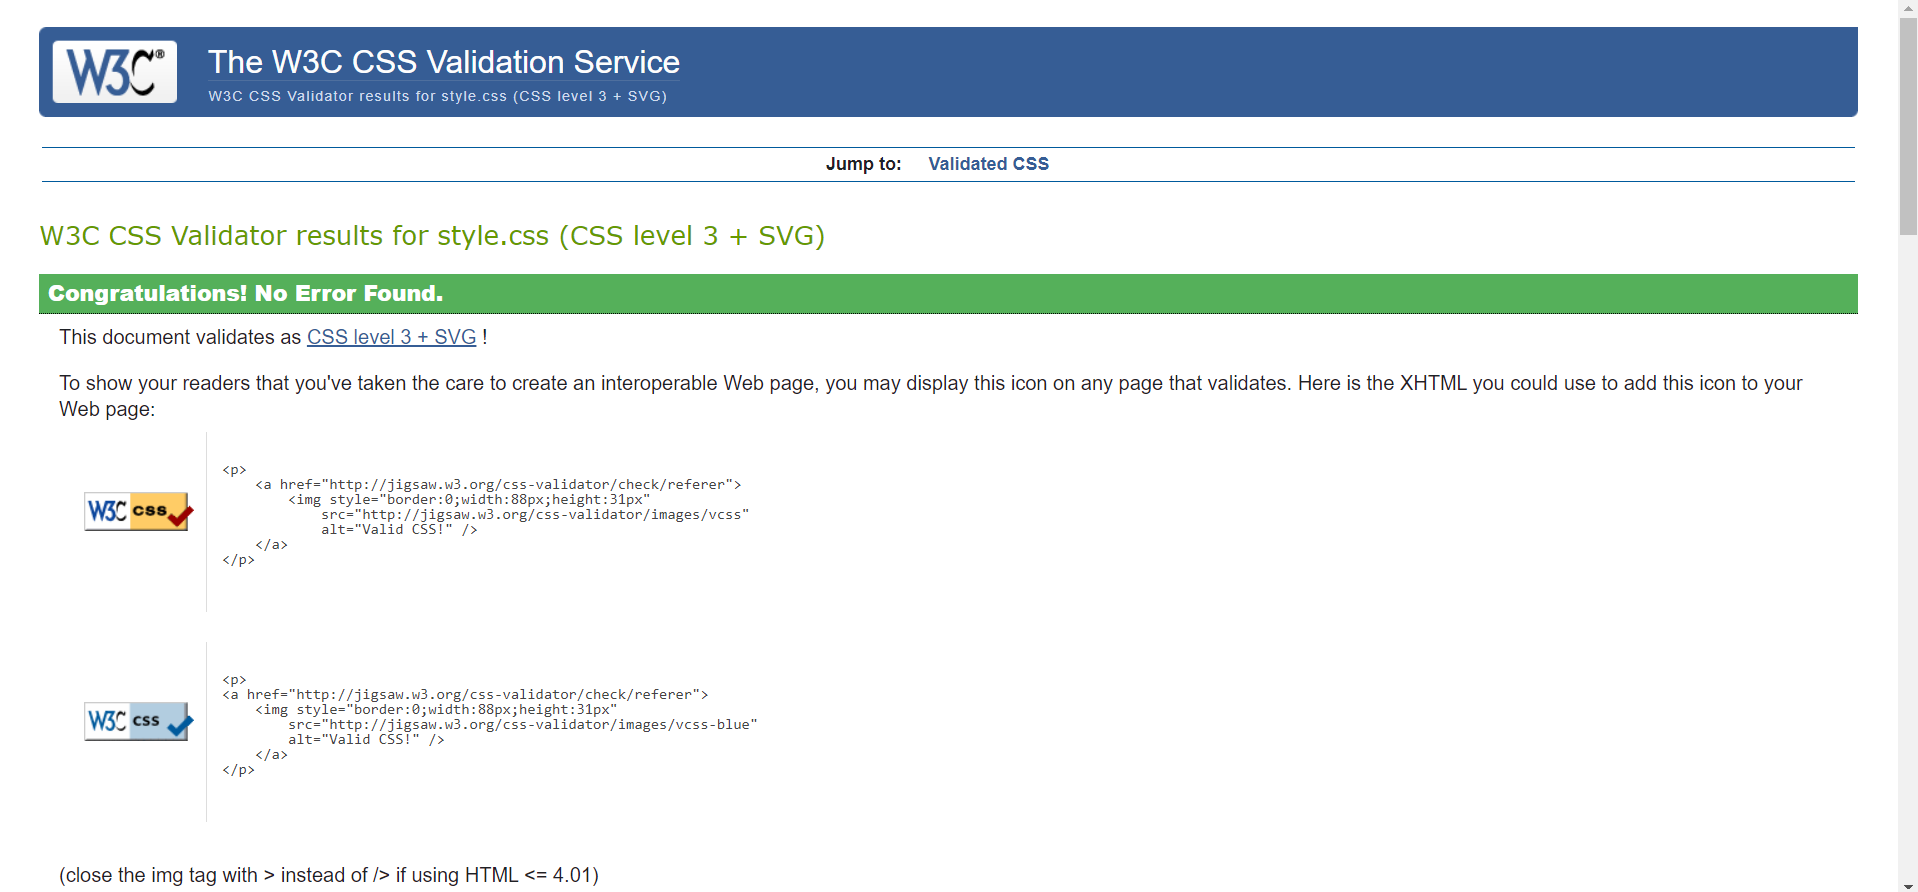 W3C®
The W3C CSS Validation Service
W3C CSS Validator results for style.css (CSS level 3 + SVG)
Jump to: Validated CSS
W3C CSS Validator results for style.css (CSS level 3 + SVG)
Congratulations! No Error Found.
This document validates as CSS level 3 + SVG !
To show your readers that you've taken the care to create an interoperable Web page, you may display this icon on any page that validates. Here is the XHTML you could use to add this icon to your
Web page:
<p>
    <a href="http://jigsaw.w3.org/css-validator/check/referer">
        <img style="border:0;width:88px;height:31px"
W3C css
            src="http://jigsaw.w3.org/css-validator/images/vcss"
            alt="Valid CSS!" />
    </a>
</p>
<p>
<a href="http://jigsaw.w3.org/css-validator/check/referer">
    <img style="border:0;width:88px;height:31px"
W3C css
        src="http://jigsaw.w3.org/css-validator/images/vcss-blue"
        alt="Valid CSS!" />
    </a>
</p>
(close the img tag with > instead of /> if using HTML <= 4.01)